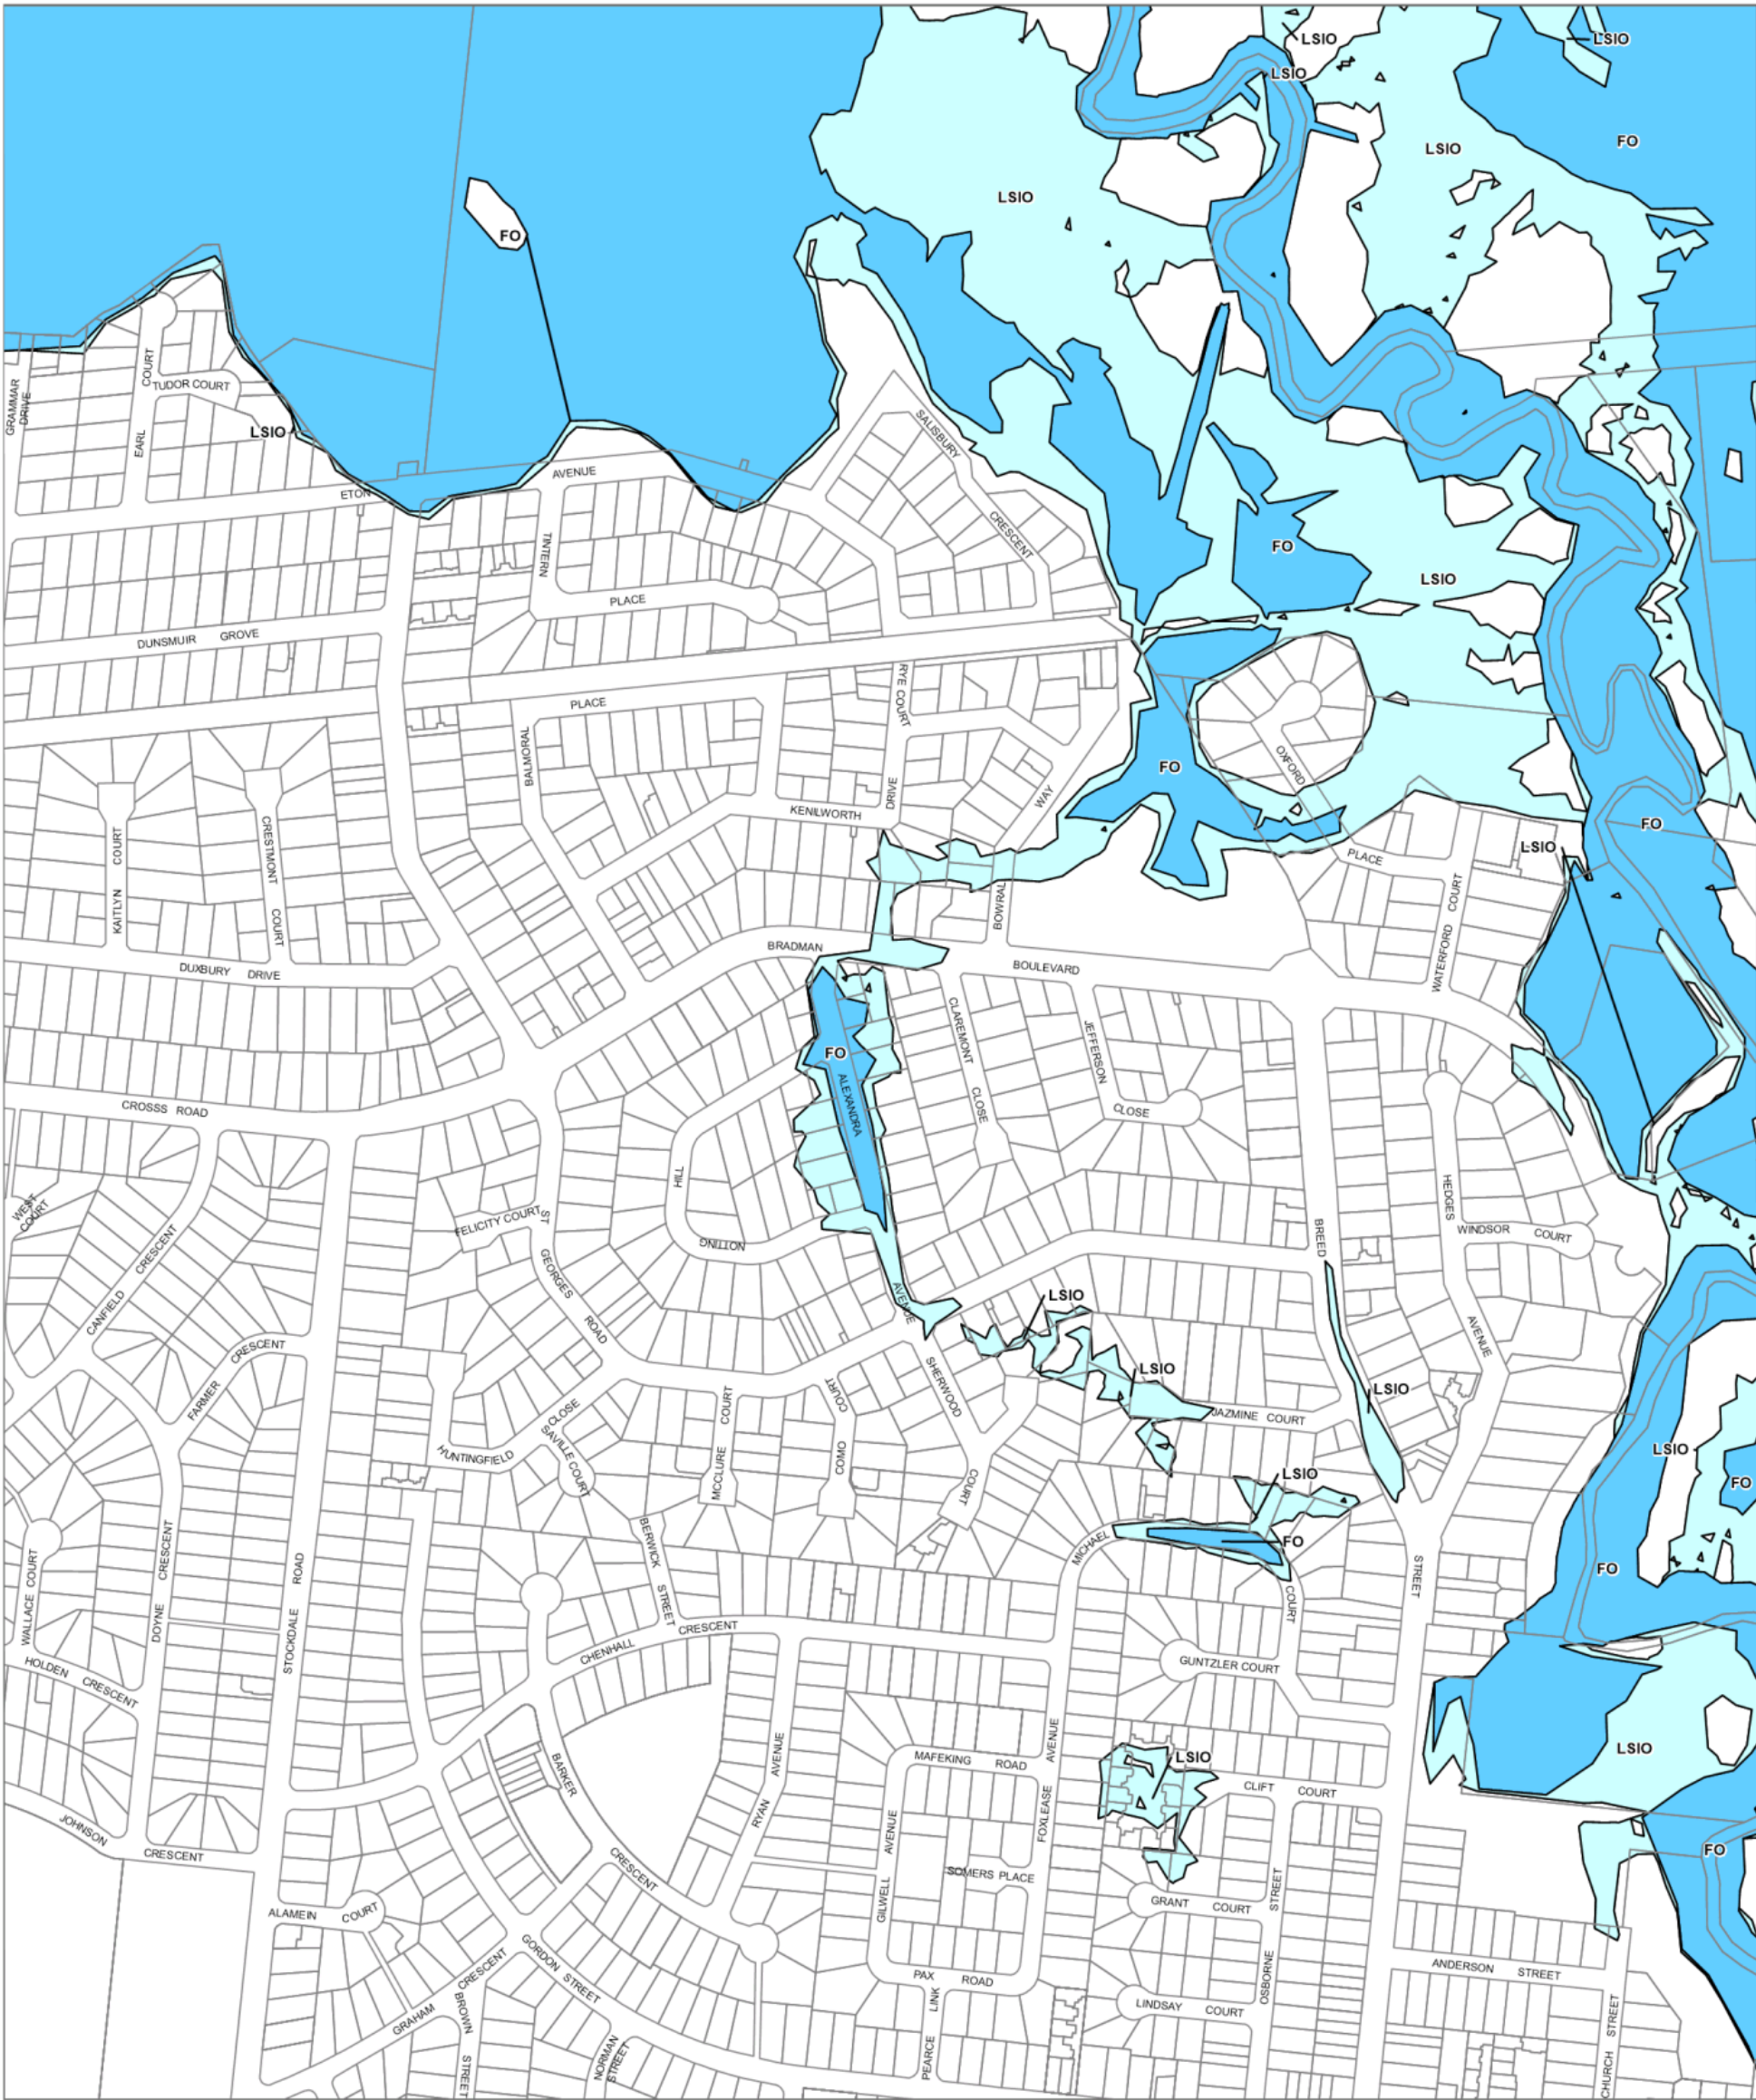 LSIO
LSIO
LSIO
FO
LSIO
LSIO
FO
COURT
TUDOR COURT
GRAMMAR
DRIVE
EARL
LSIO
SALISBURY
ETON
AVENUE
CRESCENT
TINTERN
FO
LSIO
PLACE
DUNSMUIR GROVE
RYE COURT
PLACE
BALMORAL
OXFORD
FO
WAY
DRIVE
KENILWORTH
FO
LSIO
PLACE
KAITLYN COURT
CRESTMONT COURT
BOWRAL
WATERFORD COURT
BRADMAN
BOULEVARD
DUXBURY DRIVE
CLAREMONT CLOSE
JEFFERSON
FO
ALEXANDRA
CROSSS ROAD
CLOSE
HILL
HEDGES
WEST
COURT
FELICITY COURT
ST
GEORGES
ROAD
NOTTING
BREED
WINDSOR COURT
CANFIELD CRESCENT
AVENUE
LSIO
AVENUE
CRESCENT
FARMER
SHERWOOD
LSIO
COURT
LSIO
CLOSE
COURT
JAZMINE COURT
SAVILLE COURT
HUNTINGFIELD
MCCLURE
COMO
COURT
LSIO
LSIO
FO
MICHAEL
FO
BERWICK
STREET
WALLACE COURT
DOYNE CRESCENT
STOCKDALE ROAD
COURT
STREET
FO
CHENHALL
CRESCENT
HOLDEN CRESCENT
GUNTZLER COURT
LSIO
MAFEKING ROAD
LSIO
BARKER
RYAN AVENUE
AVENUE
CLIFT COURT
JOHNSON
CRESCENT
GILWELL AVENUE
FOXLEASE
FO
CRESCENT
SOMERS PLACE
GRANT COURT
STREET
ALAMEIN COURT
GORDON STREET
PAX ROAD
ANDERSON STREET
GRAHAM CRESCENT
LINK
LINDSAY COURT
OSBORNE
BROWN
STREET
NORMAN
STREET
PEARCE
CHURCH STREET